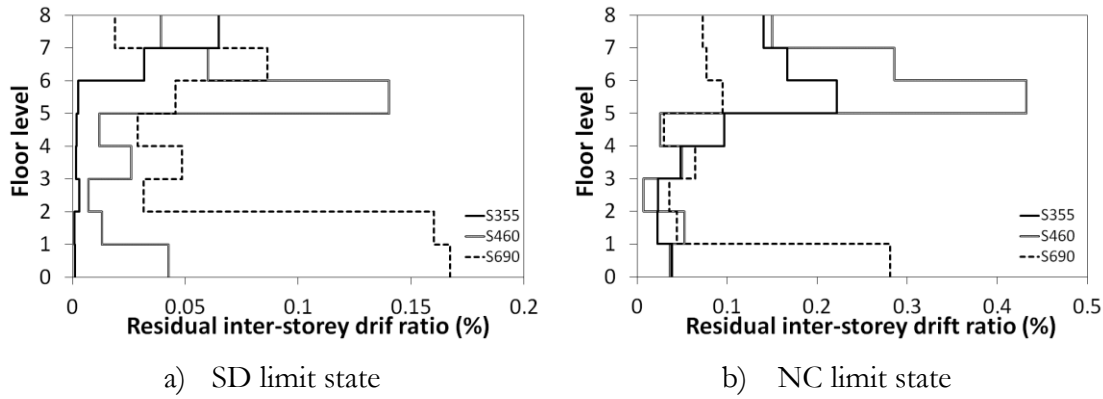 8
7
6
5
4
3
2
1
0
Floor level
S355
S460
S690
0 0.05 0.1 0.15 0.2
Residual inter-storey drif ratio (%)
a) SD limit state
8
7
6
5
4
3
2
1
0
Floor level
S355
S460
S690
0 0.1 0.2 0.3 0.4 0.5
Residual inter-storey drift ratio (%)
b) NC limit state